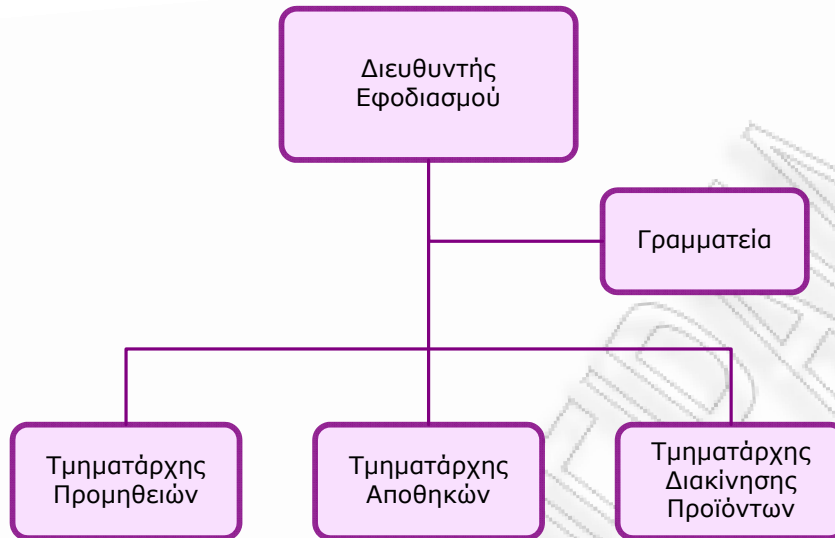 Διευθυντής
Εφοδιασμού
Γραμματεία
Τμηματάρχης
Προμηθειών
Τμηματάρχης
Αποθηκών
Τμηματάρχης
Διακίνησης
Προϊόντων